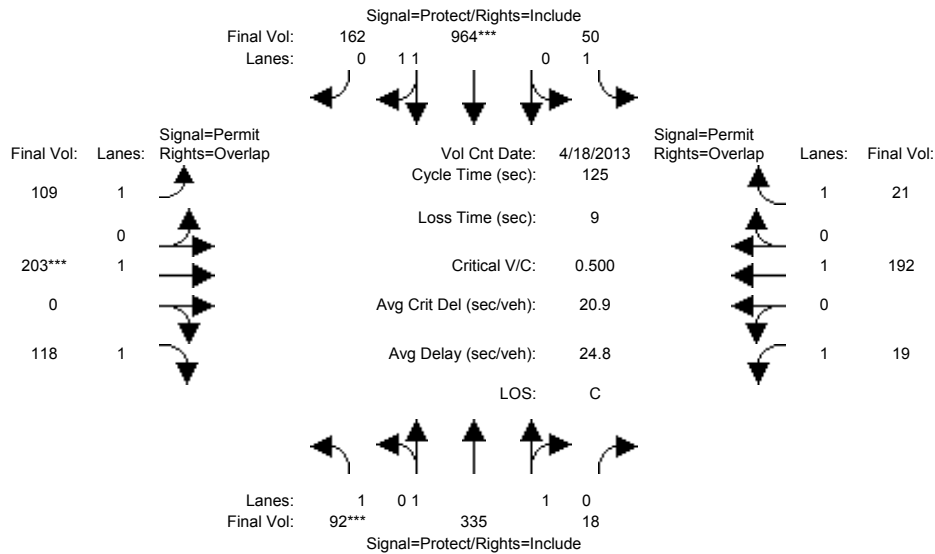 Signal=Protect/Rights=Include
Final Vol: 162 964*** 50
Lanes: 0 1 1 0 1
Signal=Permit
Final Vol: Lanes: Rights=Overlap
Vol Cnt Date: 4/18/2013
Signal=Permit
Rights=Overlap Lanes: Final Vol:
Cycle Time (sec): 125
109 1
1 21
Loss Time (sec): 9
0
0
203*** 1
Critical V/C: 0.500
1 192
0 0
Avg Crit Del (sec/veh): 20.9
0 0
118 1
Avg Delay (sec/veh): 24.8
1 19
LOS: C
Lanes: 1 0 1 1 0
Final Vol: 92*** 335 18
Signal=Protect/Rights=Include